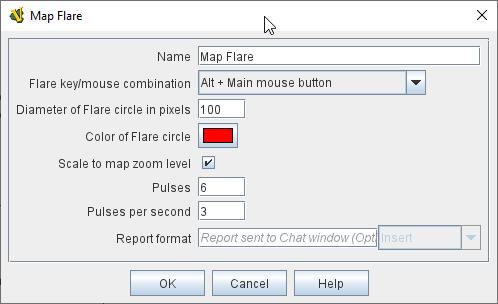 Map Flare
Name Map Flare
Flare key/mouse combination Alt + Main mouse button
Diameter of Flare circle in pixels 100
Color of Flare circle
Scale to map zoom level
Pulses 6
Pulses per second 3
Report format Report sent to Chat window (Opti Insert
OK Cancel Help